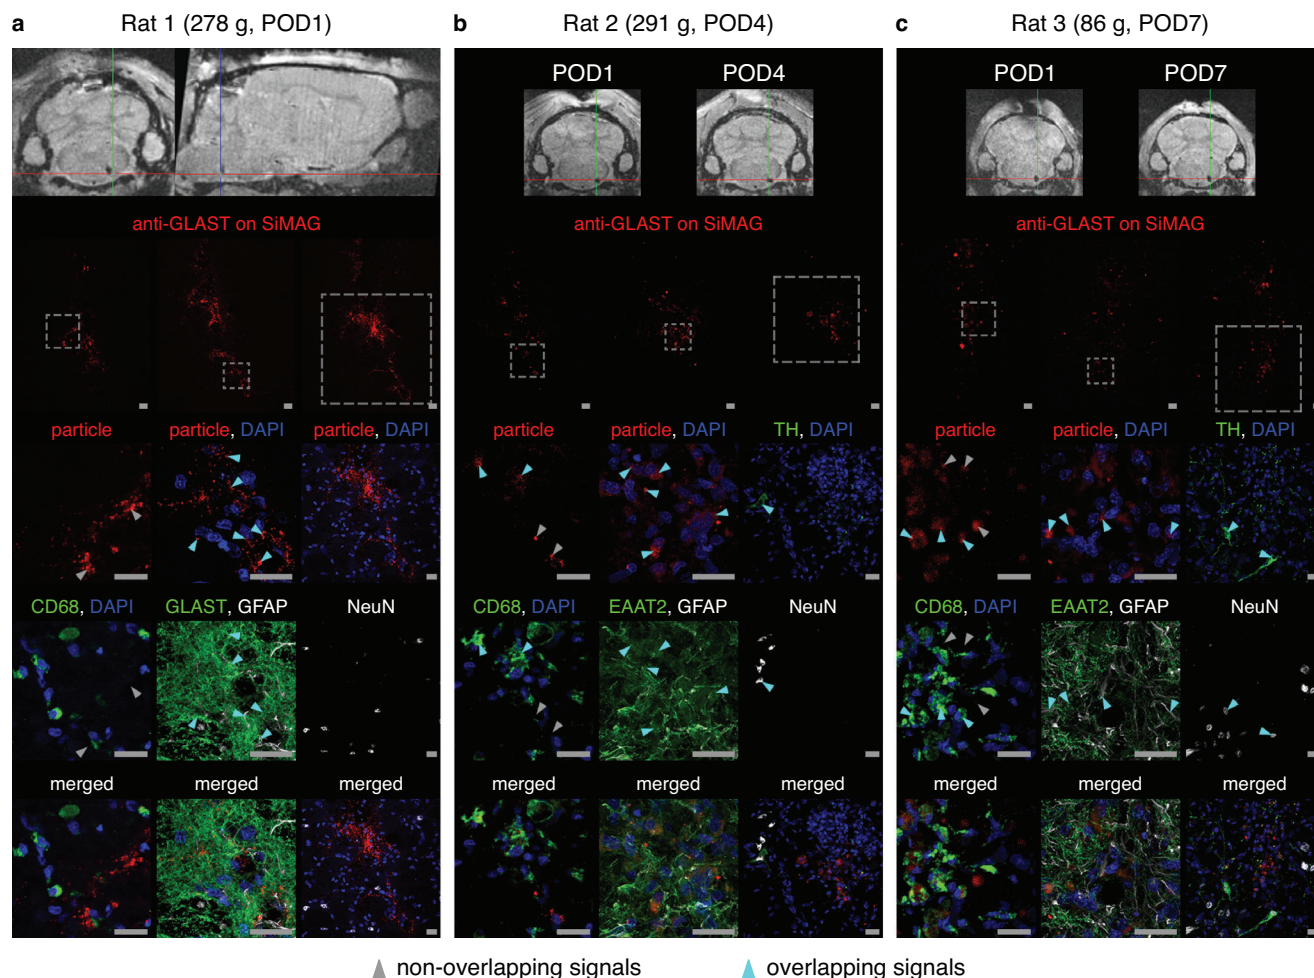 a Rat 1 (278 g, POD1)
b Rat 2 (291 g, POD4)
c Rat 3 (86 g, POD7)
POD1 POD4
POD1 POD7
anti-GLAST on SiMAG
anti-GLAST on SiMAG
anti-GLAST on SiMAG
particle particle, DAPI particle, DAPI
particle particle, DAPI TH, DAPI
particle particle, DAPI TH, DAPI
CD68, DAPI GLAST, GFAP NeuN
CD68, DAPI EAAT2, GFAP NeuN
CD68, DAPI EAAT2, GFAP NeuN
merged merged merged
merged merged merged
merged merged merged
non-overlapping signals overlapping signals